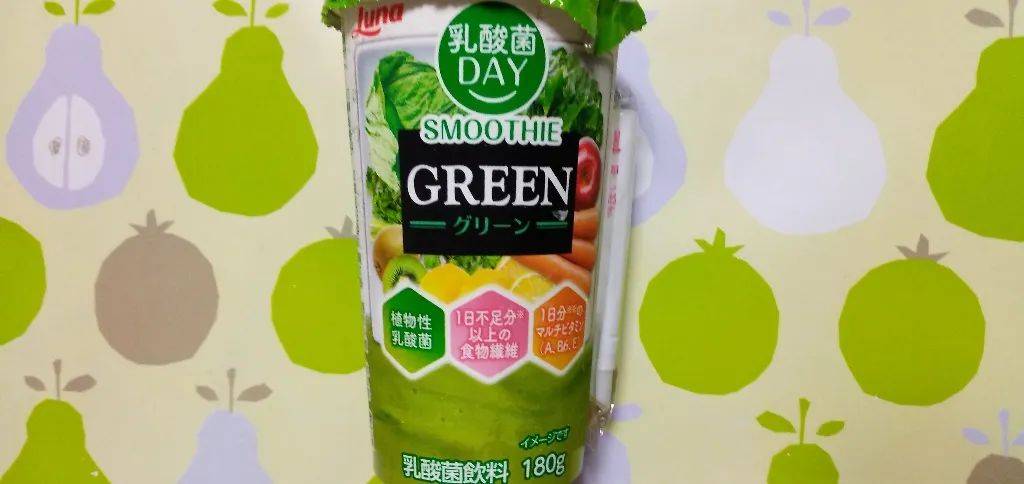 Luna
乳酸菌
DAY
SMOOTHIE
GREEN
グリーン
植物性
乳酸菌
1日不足分※
以上の
食物繊維
1日分※※の
マルチビタミン
(A、B6、E)
イメージです
乳酸菌飲料 180g